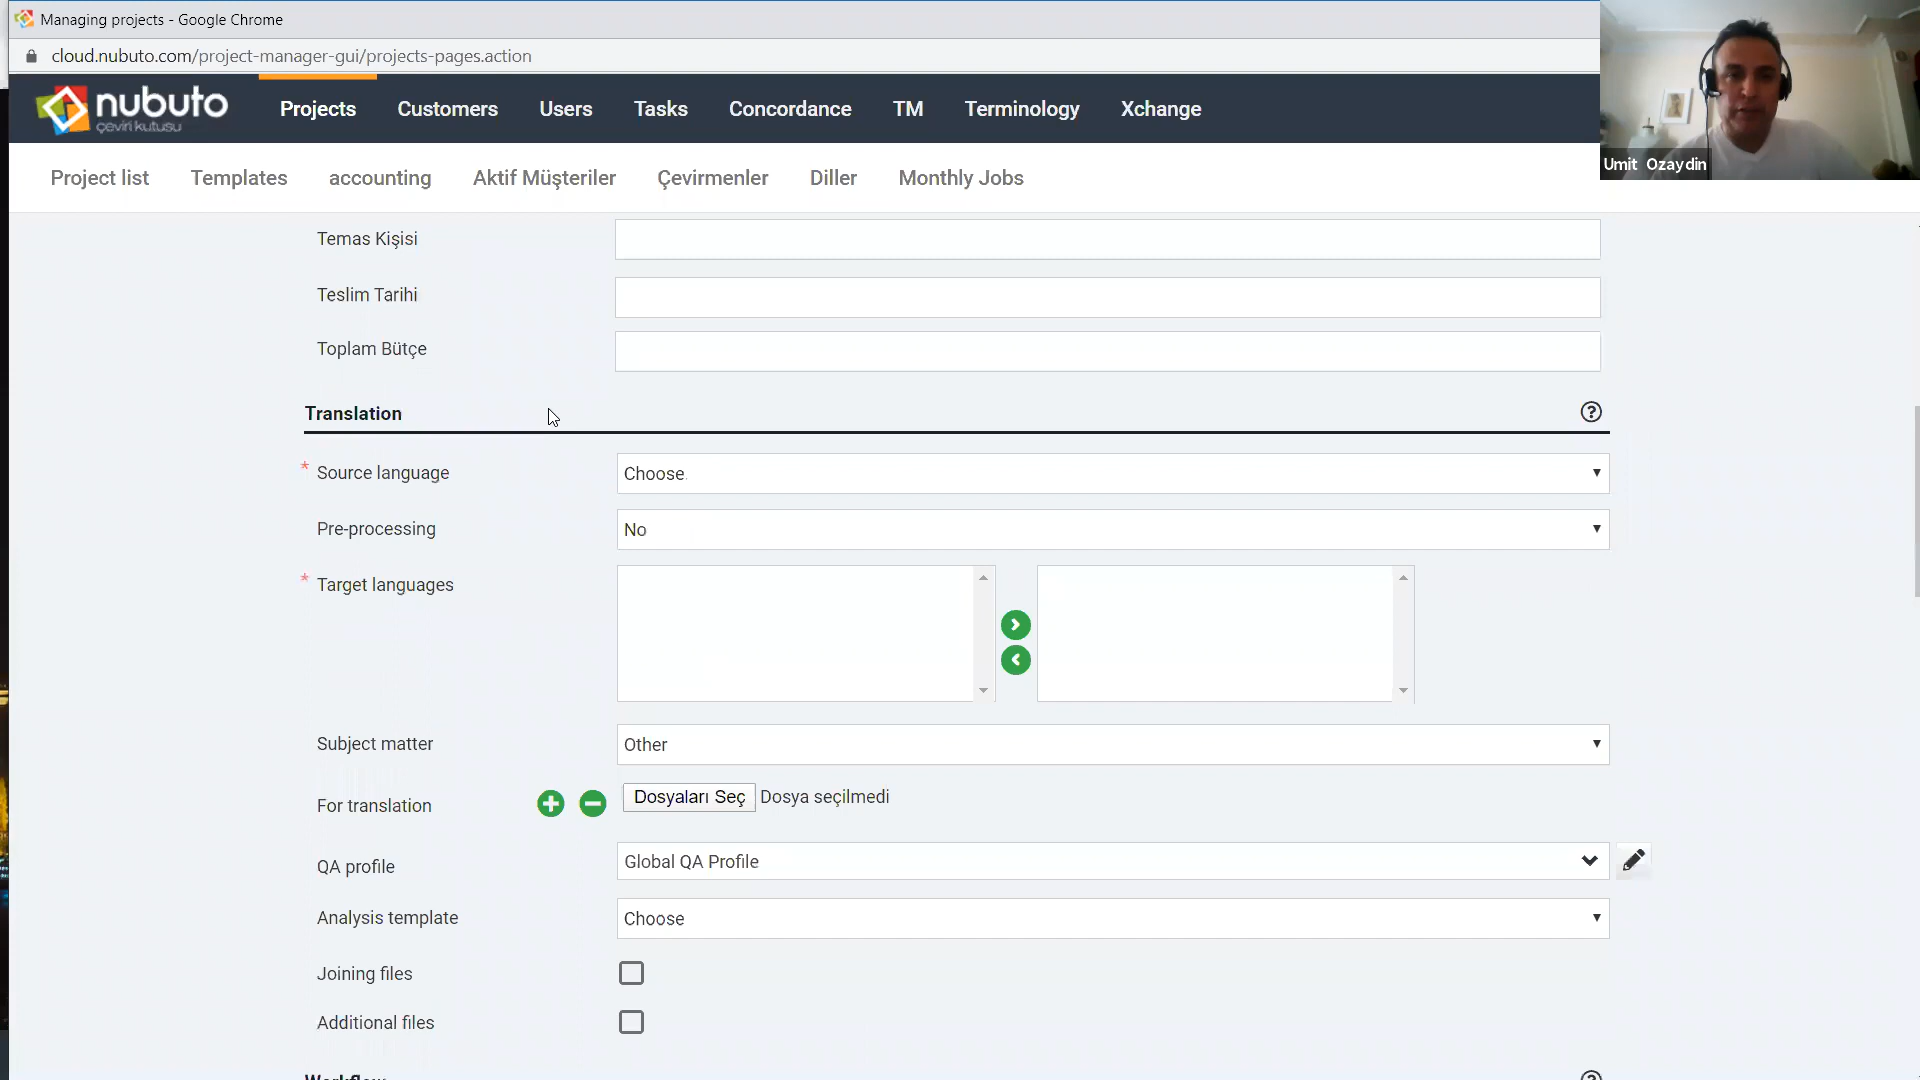 Managing projects - Google Chrome
cloud.nubuto.com/project-manager-gui/projects-pages.action
nubuto
çeviri kutusu
Projects Customers Users Tasks Concordance TM Terminology Xchange
Umit Ozaydin
Project list Templates accounting Aktif Müşteriler Çevirmenler Diller Monthly Jobs
Temas Kişisi
Teslim Tarihi
Toplam Bütçe
Translation
* Source language Choose
Pre-processing No
* Target languages
Subject matter Other
For translation Dosyaları Seç Dosya seçilmedi
QA profile Global QA Profile
Analysis template Choose
Joining files
Additional files
Workflow